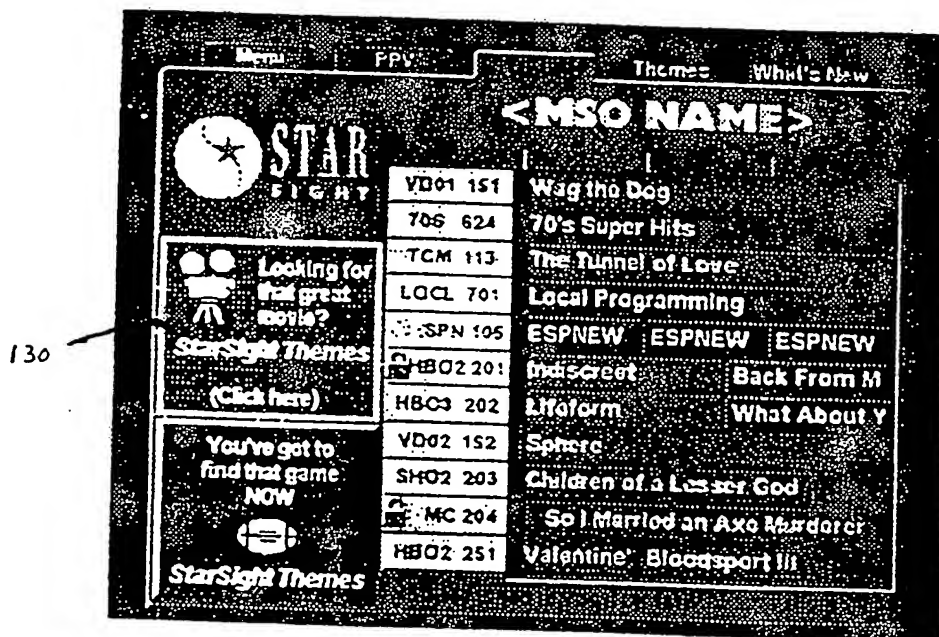 Menu PPV Themes What's New
<MSO NAME>
STAR
SIGHT
VD01 151 Wag the Dog
70S 624 70's Super Hits
TCM 113 The Tunnel of Love
LOCL 701 Local Programming
SPN 105 ESPNEW ESPNEW ESPNEW
HBO2 201 Indiscreet Back From M
HBO3 202 Lifeform What About Y
VD02 152 Sphere
SHO2 203 Children of a Lesser God
MC 204 So I Married an Axe Murderer
HBO2 251 Valentine' Bloodsport III
130
Looking for
that great
movie?
StarSight Themes
(Click here)
You've got to
find that game
NOW
StarSight Themes